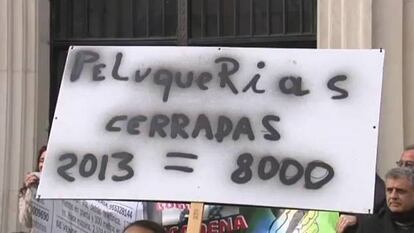 PeLuqueRias
CERRADAS
2013 = 8000